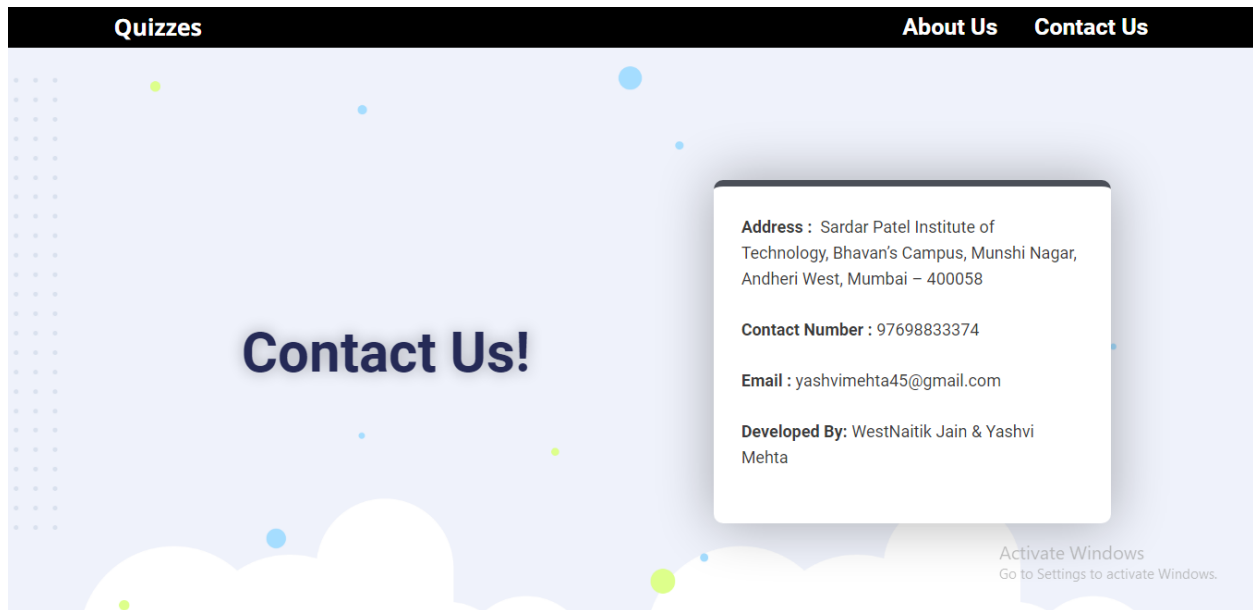 Quizzes About Us Contact Us
Address : Sardar Patel Institute of
Technology, Bhavan’s Campus, Munshi Nagar,
Andheri West, Mumbai – 400058
Contact Number : 97698833374
Contact Us!
Email : yashvimehta45@gmail.com
Developed By: WestNaitik Jain & Yashvi
Mehta
Activate Windows
Go to Settings to activate Windows.